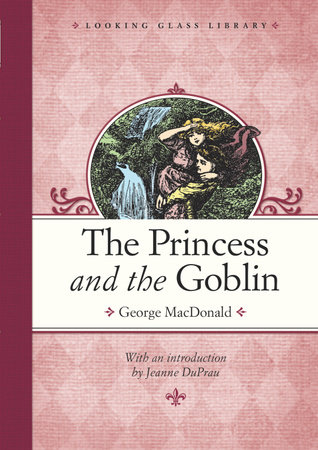 LOOKING GLASS LIBRARY
The Princess
and the Goblin
George MacDonald
With an introduction
by Jeanne DuPrau